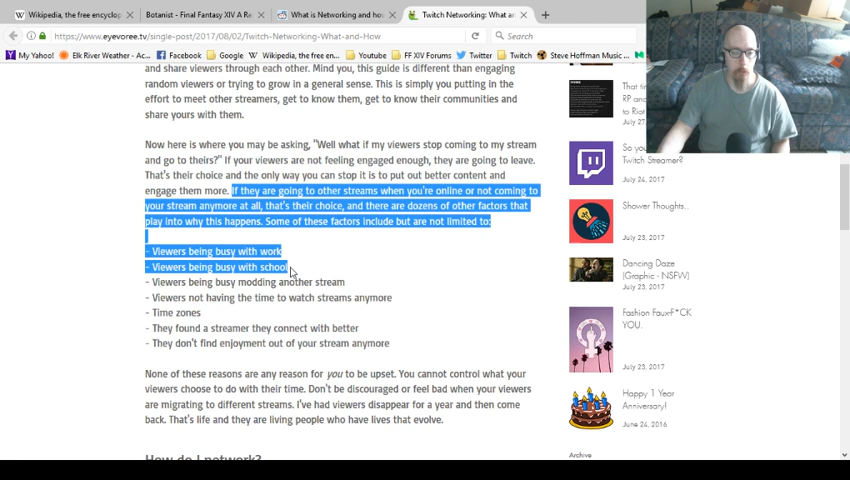 Wikipedia, the free encyclop
Botanist - Final Fantasy XIV A Re
What is Networking and ho
Twitch Networking: What an
https://www.eyevoree.tv/single-post/2017/08/02/Twitch-Networking-What-and-How
Search
My Yahoo!
Elk River Weather - Ac...
Facebook
Google
Wikipedia, the free en...
Youtube
FF XIV Forums
Twitter
Twitch
Steve Hoffman Music ...
and share viewers through each other. Mind you, this guide is different than engaging
random viewers or trying to grow in a general sense. This is simply you putting in the
effort to meet other streamers, get to know them, get to know their communities and
share yours with them.
Now here is where you may be asking, "Well what if my viewers stop coming to my stream
and go to theirs?" If your viewers are not feeling engaged enough, they are going to leave.
That's their choice and the only way you can stop it is to put out better content and
engage them more. If they are going to other streams when you're online or not coming to
your stream anymore at all, that's their choice, and there are dozens of other factors that
play into why this happens. Some of these factors include but are not limited to:
- Viewers being busy with work
- Viewers being busy with school
- Viewers being busy modding another stream
- Viewers not having the time to watch streams anymore
- Time zones
- They found a streamer they connect with better
- They don't find enjoyment out of your stream anymore
None of these reasons are any reason for you to be upset. You cannot control what your
viewers choose to do with their time. Don't be discouraged or feel bad when your viewers
are migrating to different streams. I've had viewers disappear for a year and then come
back. That's life and they are living people who have lives that evolve.
How do I network?
That tim
RP and
to Riot
July 27,
So yo
Twitch Streamer?
July 24, 2017
Shower Thoughts...
July 23, 2017
Dancing Daze
(Graphic - NSFW)
July 23, 2017
Fashion Faux-F*CK
YOU.
July 23, 2017
Happy 1 Year
Anniversary!
June 24, 2016
Archive